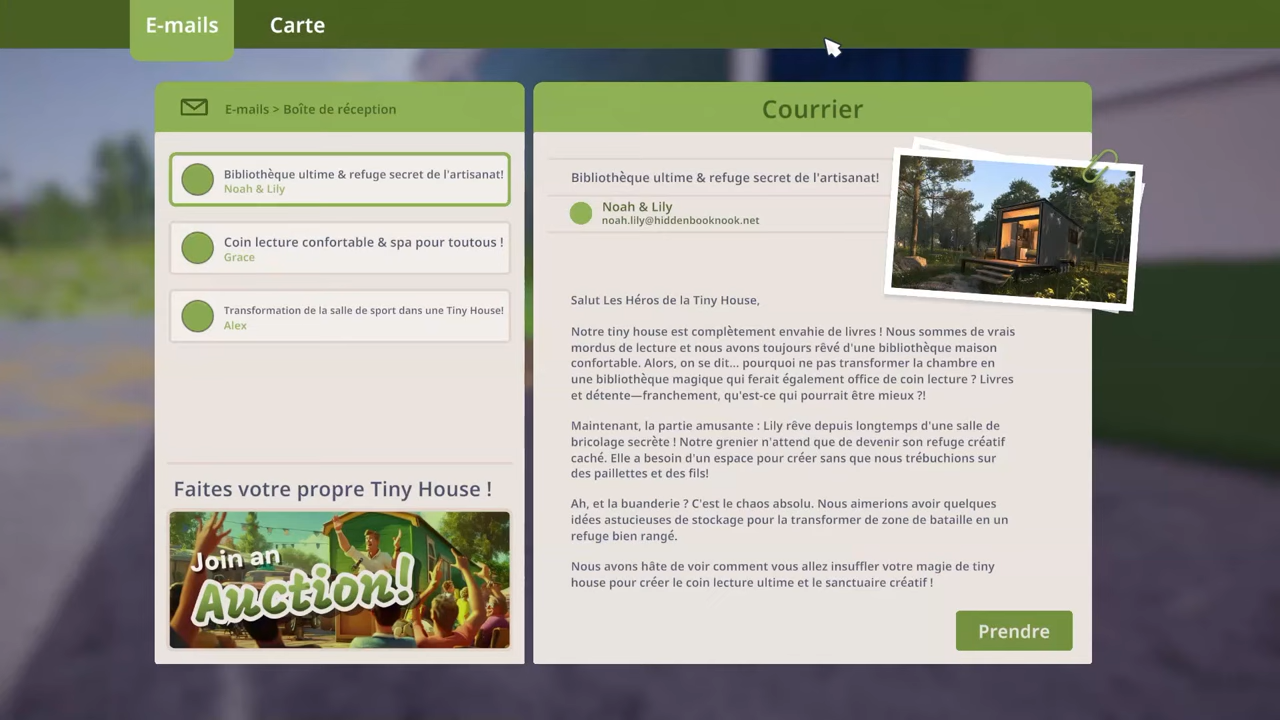 E-mails
Carte
E-mails > Boîte de réception
Bibliothèque ultime & refuge secret de l'artisanat!
Noah & Lily
Coin lecture confortable & spa pour toutous !
Grace
Transformation de la salle de sport dans une Tiny House!
Alex
Faites votre propre Tiny House !
Join an
Auction!
Courrier
Bibliothèque ultime & refuge secret de l'artisanat!
Noah & Lily
noah.lily@hiddenbooknook.net
Salut Les Héros de la Tiny House,
Notre tiny house est complètement envahie de livres ! Nous sommes de vrais
mordus de lecture et nous avons toujours rêvé d'une bibliothèque maison
confortable. Alors, on se dit... pourquoi ne pas transformer la chambre en
une bibliothèque magique qui ferait également office de coin lecture ? Livres
et détente—franchement, qu'est-ce qui pourrait être mieux ?!
Maintenant, la partie amusante : Lily rêve depuis longtemps d'une salle de
bricolage secrète ! Notre grenier n'attend que de devenir son refuge créatif
caché. Elle a besoin d'un espace pour créer sans que nous trébuchions sur
des paillettes et des fils!
Ah, et la buanderie ? C'est le chaos absolu. Nous aimerions avoir quelques
idées astucieuses de stockage pour la transformer de zone de bataille en un
refuge bien rangé.
Nous avons hâte de voir comment vous allez insuffler votre magie de tiny
house pour créer le coin lecture ultime et le sanctuaire créatif !
Prendre